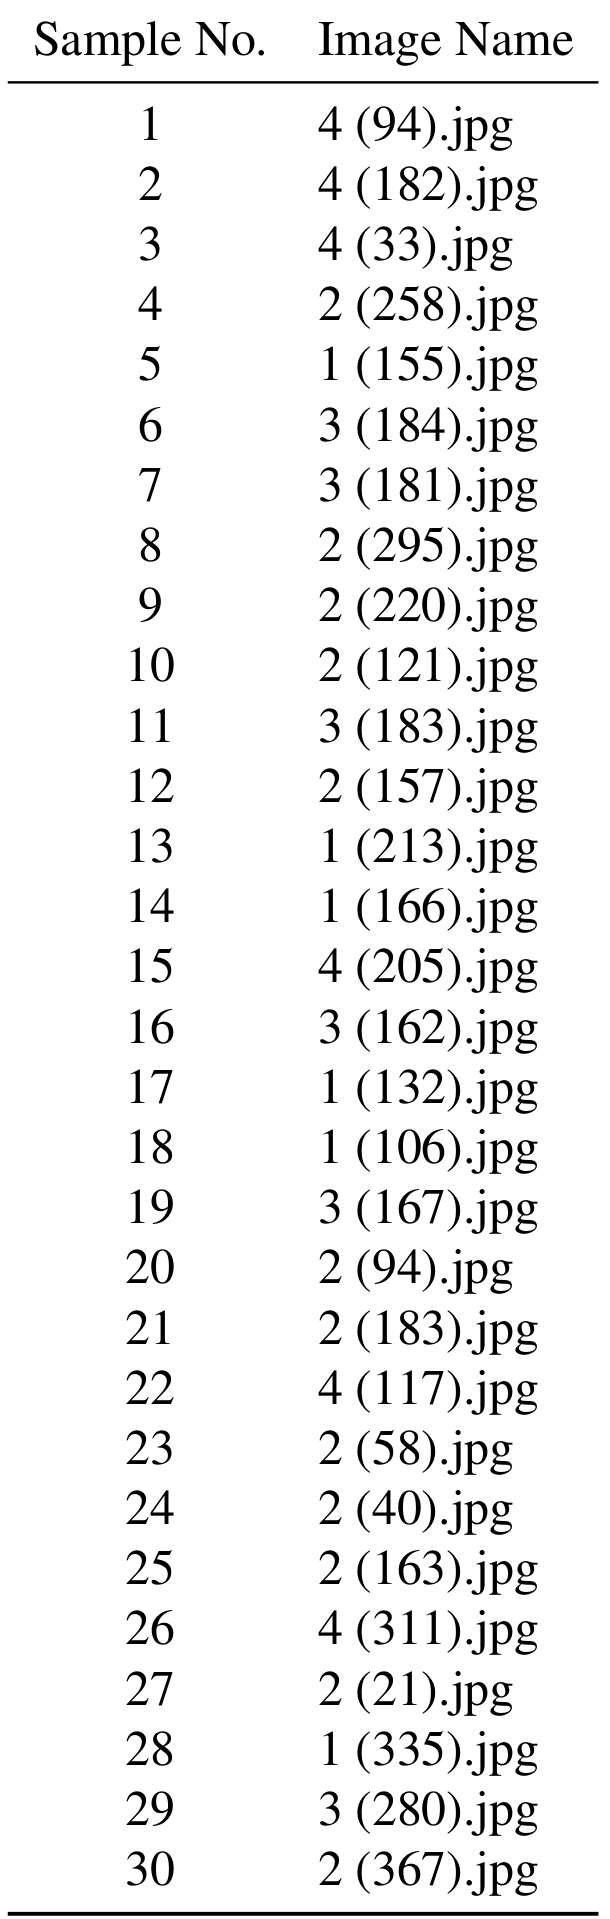 Sample No. Image Name
1 4 (94).jpg
2 4 (182).jpg
3 4 (33).jpg
4 2 (258).jpg
5 1 (155).jpg
6 3 (184).jpg
7 3 (181).jpg
8 2 (295).jpg
9 2 (220).jpg
10 2 (121).jpg
11 3 (183).jpg
12 2 (157).jpg
13 1 (213).jpg
14 1 (166).jpg
15 4 (205).jpg
16 3 (162).jpg
17 1 (132).jpg
18 1 (106).jpg
19 3 (167).jpg
20 2 (94).jpg
21 2 (183).jpg
22 4 (117).jpg
23 2 (58).jpg
24 2 (40).jpg
25 2 (163).jpg
26 4 (311).jpg
27 2 (21).jpg
28 1 (335).jpg
29 3 (280).jpg
30 2 (367).jpg